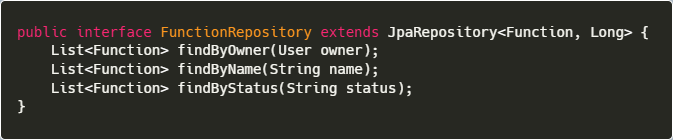 public interface FunctionRepository extends JpaRepository<Function, Long> {
    List<Function> findByOwner(User owner);
    List<Function> findByName(String name);
    List<Function> findByStatus(String status);
}